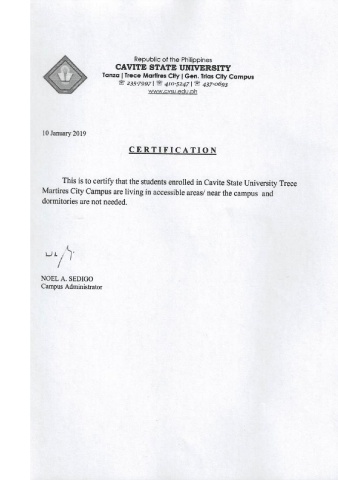 Republic of the Philippines
CAVITE STATE UNIVERSITY
Tanza | Trece Martires City | Gen. Trias City Campus
☏ 235-7997 | ☏ 410-5247 | ☏ 437-0693
www.cvsu.edu.ph
10 January 2019
CERTIFICATION
This is to certify that the students enrolled in Cavite State University Trece
Martires City Campus are living in accessible areas/ near the campus and
dormitories are not needed.
NOEL A. SEDIGO
Campus Administrator